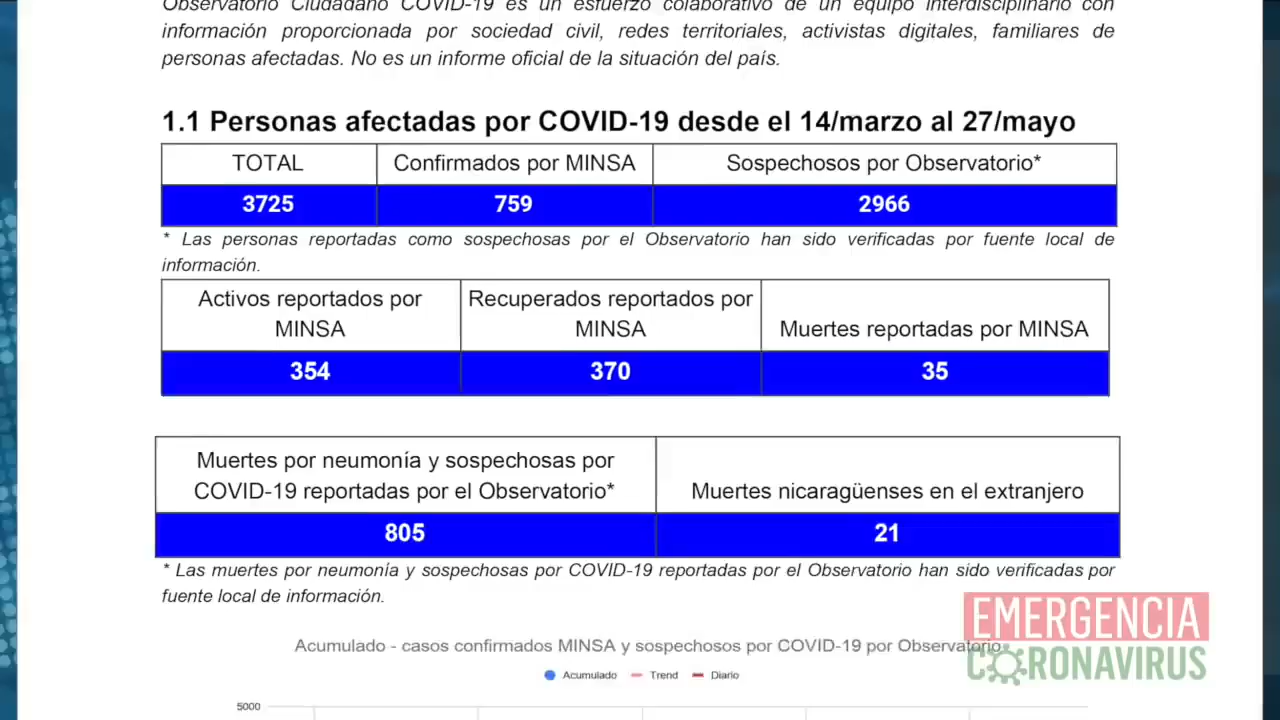 Observatorio Ciudadano COVID-19 es un esfuerzo colaborativo de un equipo interdisciplinario con
información proporcionada por sociedad civil, redes territoriales, activistas digitales, familiares de
personas afectadas. No es un informe oficial de la situación del país.
1.1 Personas afectadas por COVID-19 desde el 14/marzo al 27/mayo
TOTAL Confirmados por MINSA Sospechosos por Observatorio*
3725 759 2966
* Las personas reportadas como sospechosas por el Observatorio han sido verificadas por fuente local de
información.
Activos reportados por Recuperados reportados por
MINSA MINSA Muertes reportadas por MINSA
354 370 35
Muertes por neumonía y sospechosas por
COVID-19 reportadas por el Observatorio* Muertes nicaragüenses en el extranjero
805 21
* Las muertes por neumonía y sospechosas por COVID-19 reportadas por el Observatorio han sido verificadas por
fuente local de información.
EMERGENCIA
CORONAVIRUS
Acumulado - casos confirmados MINSA y sospechosos por COVID-19 por Observatorio
Acumulado Trend Diario
5000